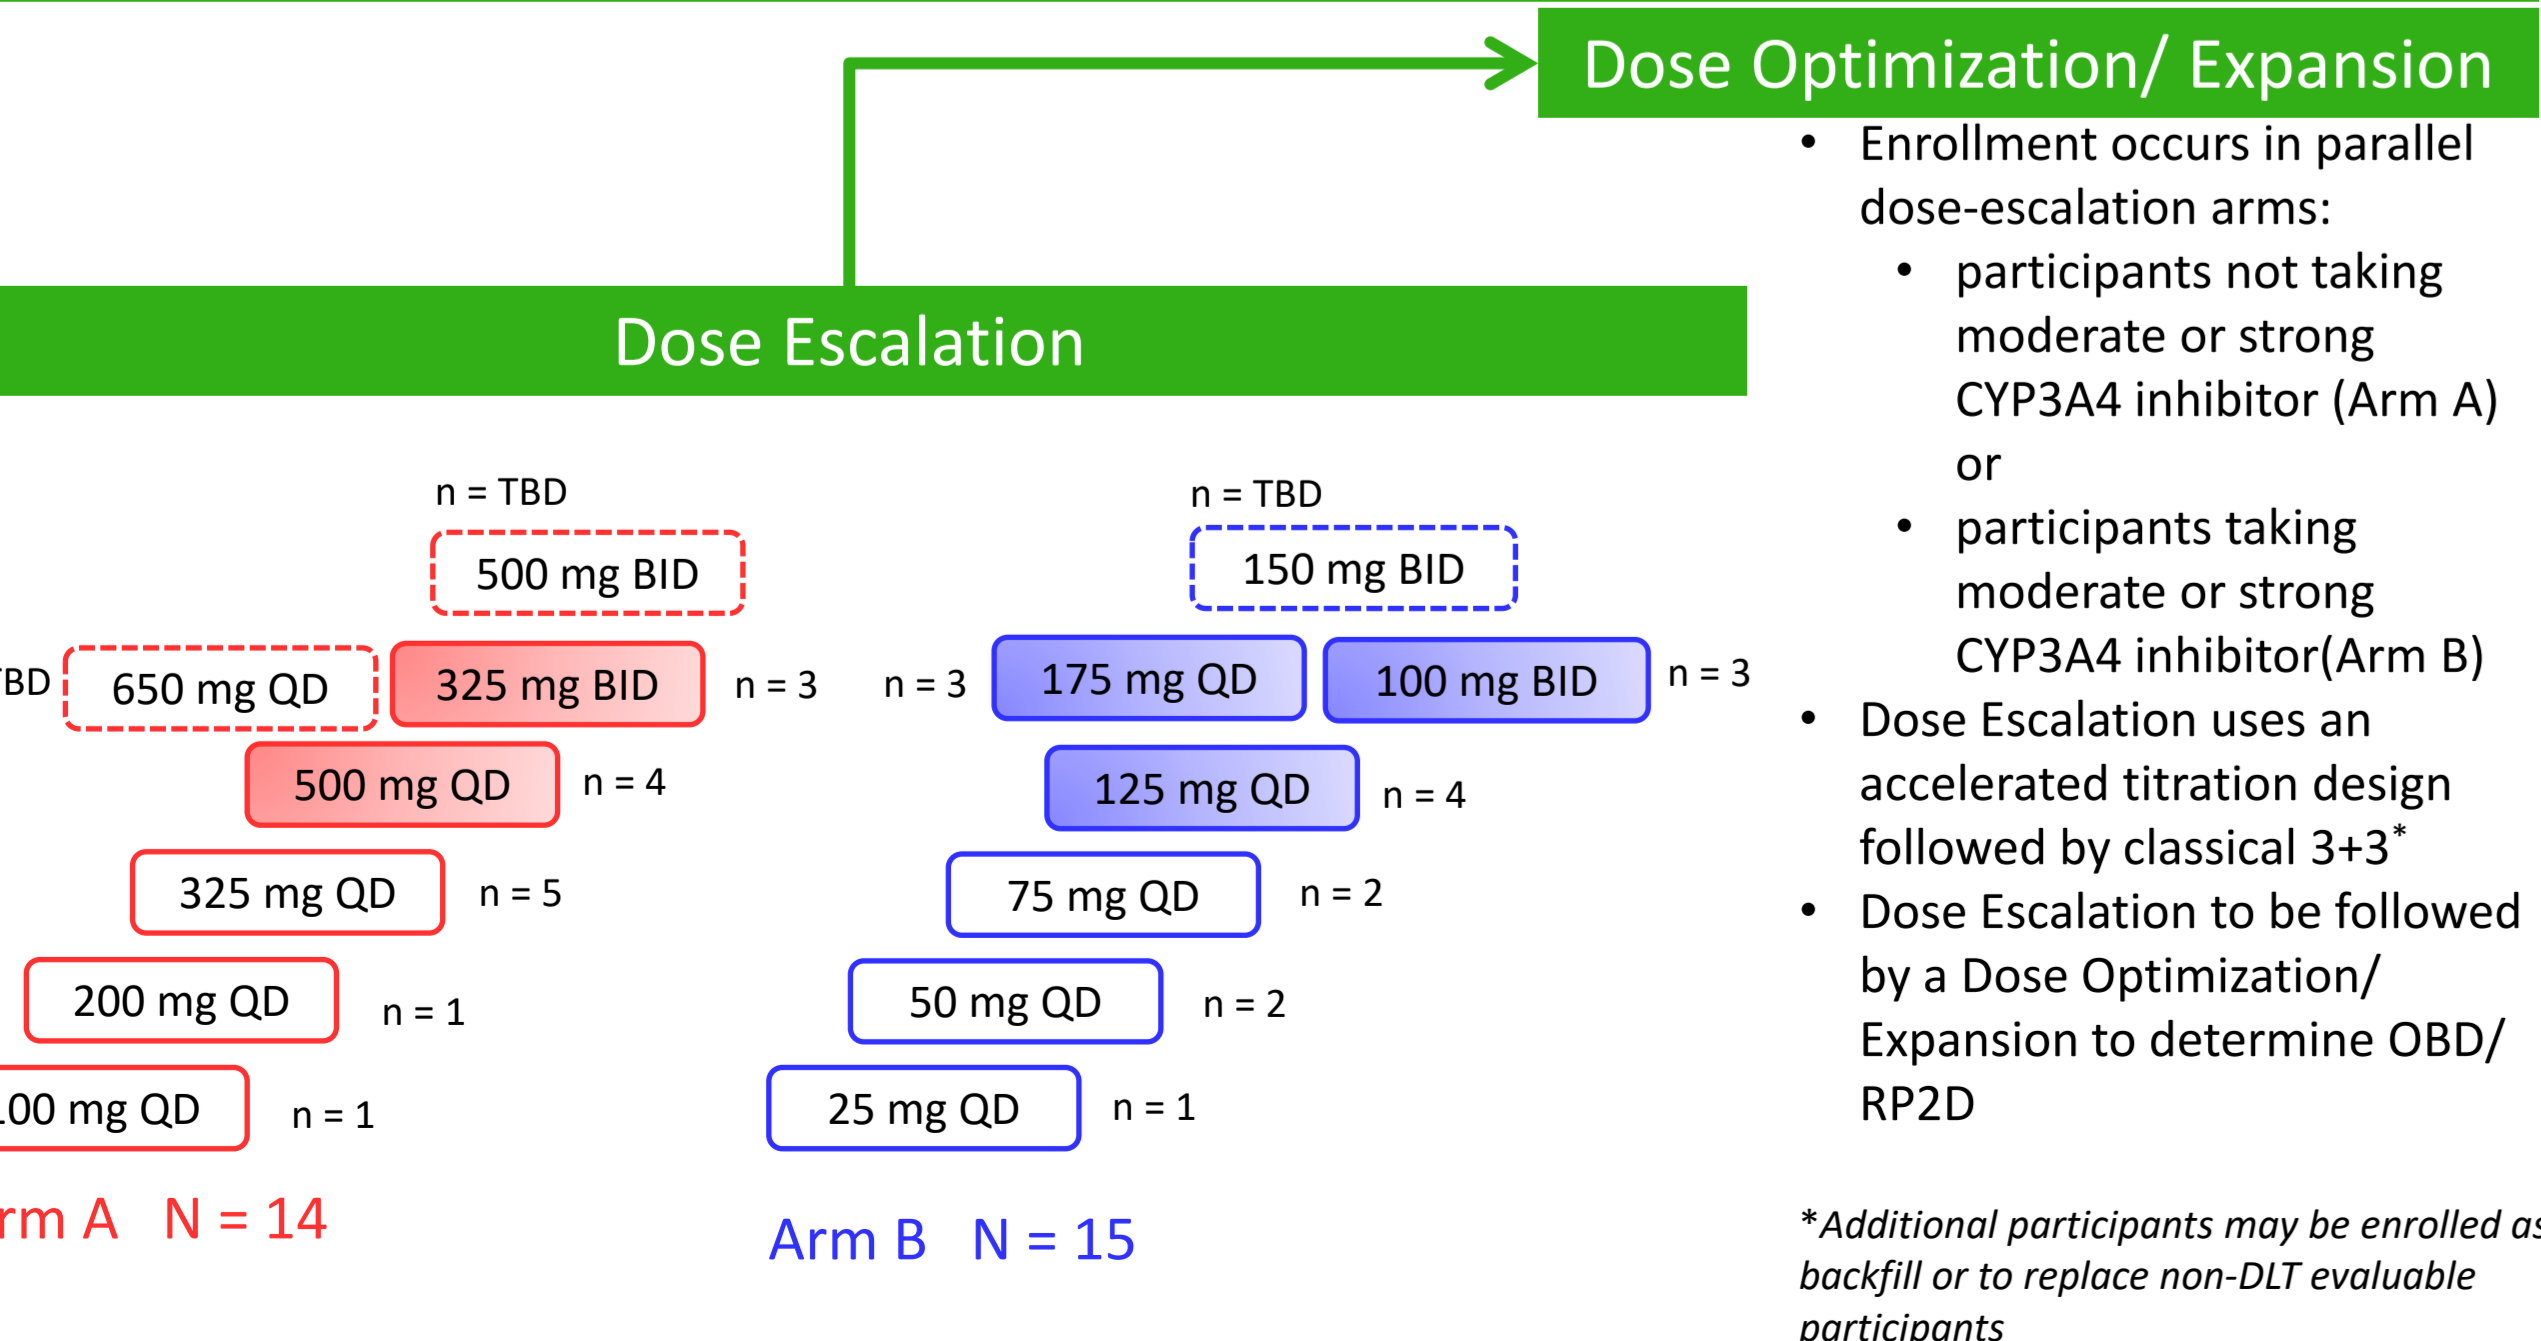 Dose Optimization/ Expansion
Dose Escalation
n = TBD
500 mg BID
650 mg QD
325 mg BID
n = 3
500 mg QD
n = 4
325 mg QD
n = 5
200 mg QD
n = 1
00 mg QD
n = 1
A N = 14
n = TBD
150 mg BID
n = 3
175 mg QD
100 mg BID
n = 3
125 mg QD
n = 4
75 mg QD
n = 2
50 mg QD
n = 2
25 mg QD
n = 1
Arm B N = 15
• Enrollment occurs in parallel
dose-escalation arms:
• participants not taking
moderate or strong
CYP3A4 inhibitor (Arm A)
or
• participants taking
moderate or strong
CYP3A4 inhibitor(Arm B)
• Dose Escalation uses an
accelerated titration design
followed by classical 3+3*
• Dose Escalation to be followed
by a Dose Optimization/
Expansion to determine OBD/
RP2D
*Additional participants may be enrolled as
backfill or to replace non-DLT evaluable
participants